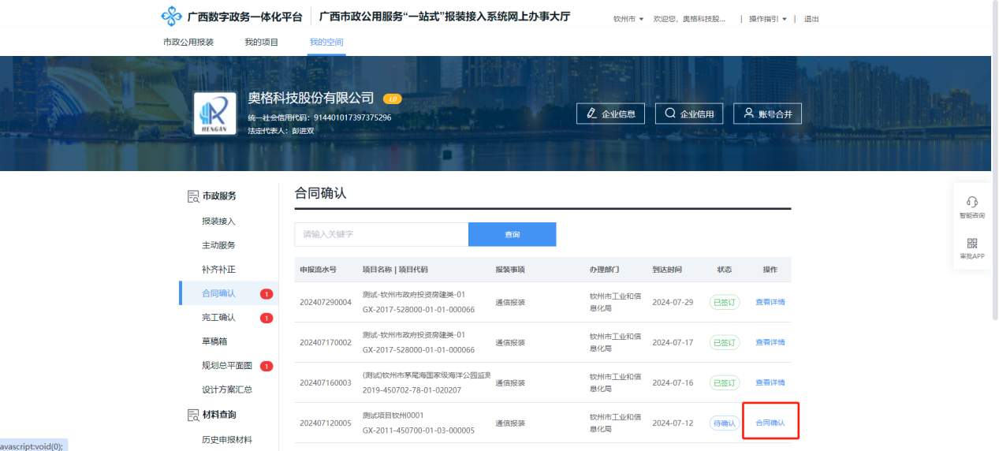 广西数字政务一体化平台 广西市政公用服务“一站式”报装接入系统网上办事大厅 钦州市 欢迎您，奥格科技股... | 操作指引 | 退出
市政公用报装 我的项目 我的空间
奥格科技股份有限公司 L0
统一社会信用代码：914401017397375296
法定代表人：彭进双
HENGAN
企业信息 企业信用 账号合并
市政服务
报装接入
主动服务
补齐补正
合同确认 1
完工确认 1
草稿箱
规划总平面图 1
设计方案汇总
材料查询
历史申报材料
合同确认
请输入关键字 查询
申报流水号 项目名称 | 项目代码 报装事项 办理部门 到达时间 状态 操作
202407290004 测试-钦州市政府投资房建类-01 通信报装 钦州市工业和信 2024-07-29 已签订 查看详情
GX-2017-528000-01-01-000066 息化局
202407170002 测试-钦州市政府投资房建类-01 通信报装 钦州市工业和信 2024-07-17 已签订 查看详情
GX-2017-528000-01-01-000066 息化局
202407160003 (测试)钦州市茅尾海国家级海洋公园监测 通信报装 钦州市工业和信 2024-07-16 已签订 查看详情
2019-450702-78-01-020207 息化局
202407120005 测试项目钦州0001 通信报装 钦州市工业和信 2024-07-12 待确认 合同确认
GX-2011-450700-01-03-000005 息化局
智能咨询
审批APP
avascript:void(0);